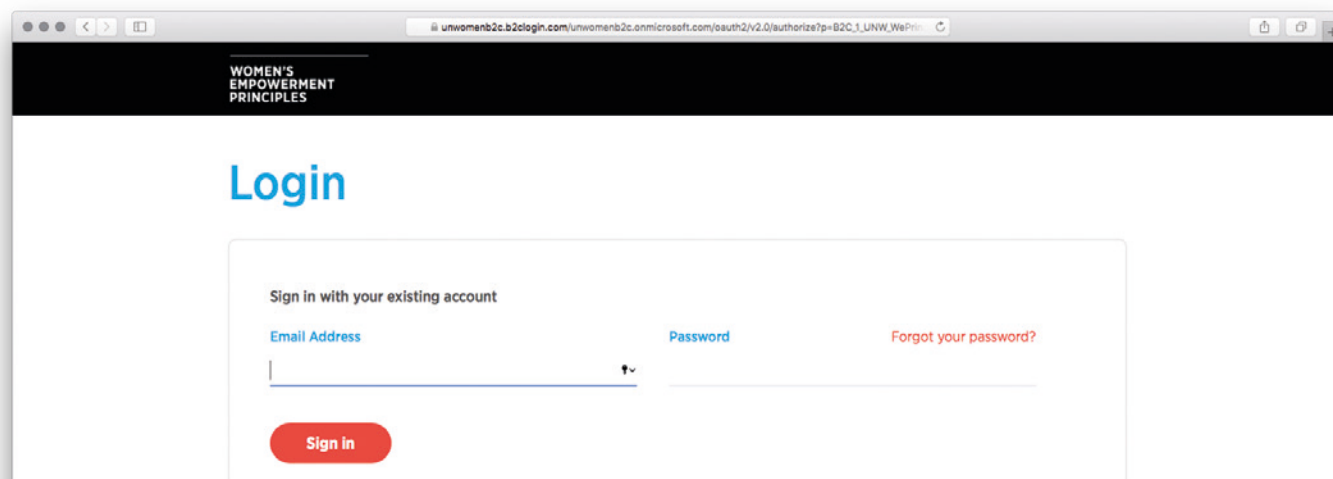 unwomenb2c.b2clogin.com/unwomenb2c.onmicrosoft.com/oauth2/v2.0/authorize?p=B2C_1_UNW_WePrin
WOMEN'S
EMPOWERMENT
PRINCIPLES
Login
Sign in with your existing account
Email Address
Password
Forgot your password?
Sign in